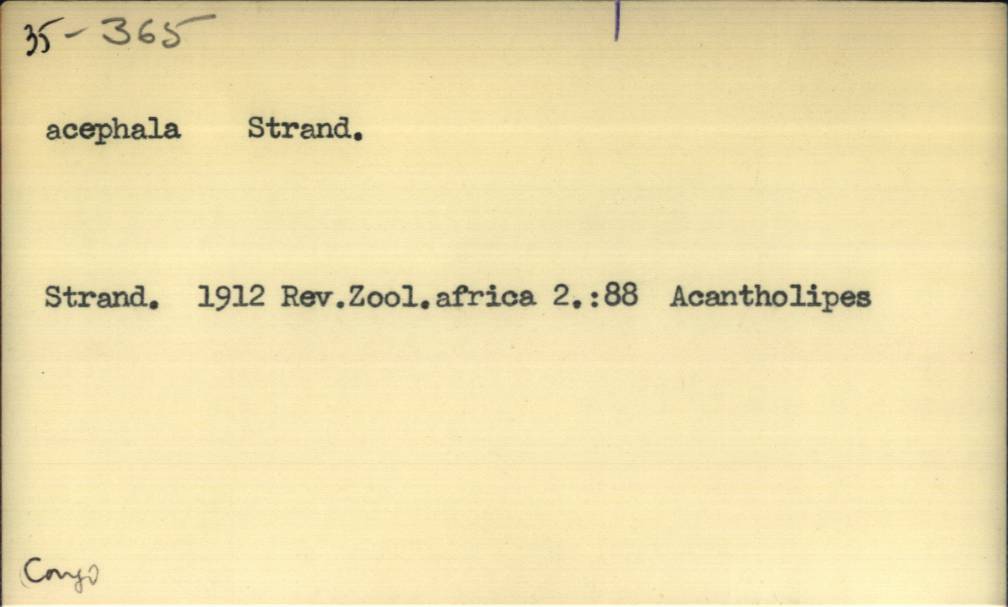 35-365
acephala Strand.
Strand. 1912 Rev.Zool.africa 2.:88 Acantholipes
Congo